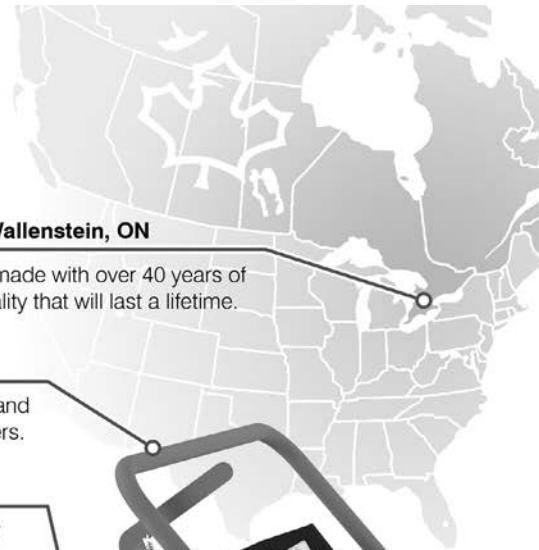 Wallenstein, ON
made with over 40 years of
ality that will last a lifetime.
and
ers.